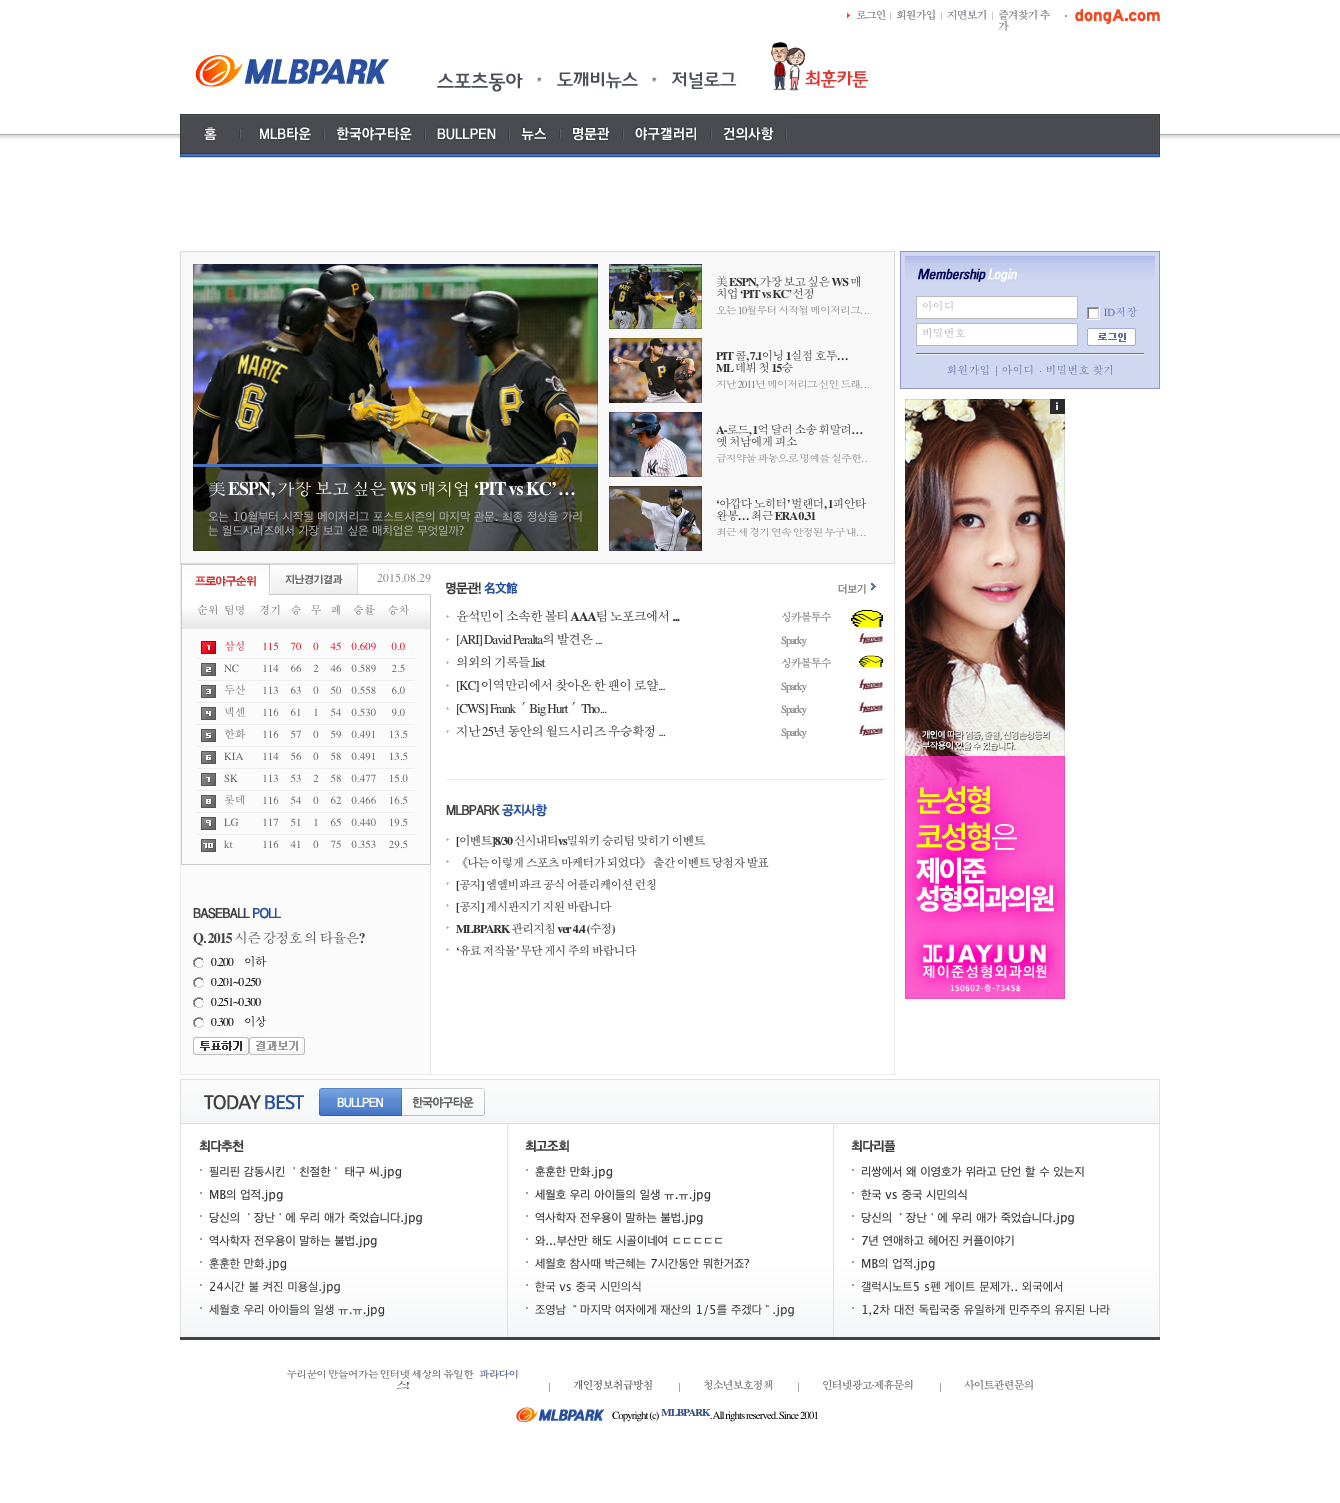 로그인 회원가입 지면보기 즐겨찾기 추가 dongA.com
MLBPARK 스포츠동아 도깨비뉴스 저널로그 최훈카툰
홈 MLB타운 한국야구타운 BULLPEN 뉴스 명문관 야구갤러리 건의사항
美 ESPN, 가장 보고 싶은 WS 매치업 ‘PIT vs KC’…
오는 10월부터 시작될 메이저리그 포스트시즌의 마지막 관문. 최종 정상을 가리
는 월드시리즈에서 가장 보고 싶은 매치업은 무엇일까?
美 ESPN, 가장 보고 싶은 WS 매
치업 ‘PIT vs KC’ 선정
오는 10월부터 시작될 메이저리그…
PIT 콜, 7.1이닝 1실점 호투…
ML 데뷔 첫 15승
지난 2011년 메이저리그 신인 드래…
A-로드, 1억 달러 소송 휘말려…
옛 처남에게 피소
금지약물 파동으로 명예를 실추한…
‘아깝다 노히터’ 벌랜더, 1피안타
완봉… 최근 ERA 0.31
최근 세 경기 연속 안정된 투구 내…
Membership Login
아이디
비밀번호
ID저장
로그인
회원가입 | 아이디 · 비밀번호 찾기
프로야구순위 지난경기결과 2015.08.29
순위 팀명 경기 승 무 패 승률 승차
1 삼성 115 70 0 45 0.609 0.0
2 NC 114 66 2 46 0.589 2.5
3 두산 113 63 0 50 0.558 6.0
4 넥센 116 61 1 54 0.530 9.0
5 한화 116 57 0 59 0.491 13.5
6 KIA 114 56 0 58 0.491 13.5
7 SK 113 53 2 58 0.477 15.0
8 롯데 116 54 0 62 0.466 16.5
9 LG 117 51 1 65 0.440 19.5
10 kt 116 41 0 75 0.353 29.5
명문관! 名文館 더보기
윤석민이 소속한 볼티 AAA팀 노포크에서 ... 싱커볼투수
[ARI] David Peralta의 발견은 ... Sparky
의외의 기록들.list 싱커볼투수
[KC] 이역만리에서 찾아온 한 팬이 로얄... Sparky
[CWS] Frank ´Big Hurt´ Tho... Sparky
지난 25년 동안의 월드시리즈 우승확정 ... Sparky
MLBPARK 공지사항
[이벤트]8/30 신시내티vs밀워키 승리팀 맞히기 이벤트
《나는 이렇게 스포츠 마케터가 되었다》 출간 이벤트 당첨자 발표
[공지] 엠엘비파크 공식 어플리케이션 런칭
[공지] 게시판지기 지원 바랍니다
MLBPARK 관리지침 ver 4.4 (수정)
‘유료 저작물’ 무단 게시 주의 바랍니다
BASEBALL POLL
Q. 2015 시즌 강정호의 타율은?
0.200 이하
0.201~0.250
0.251~0.300
0.300 이상
투표하기 결과보기
개인에 따라 염증, 출혈, 신경손상등의
부작용이 있을 수 있습니다.
눈성형
코성형은
제이준
성형외과의원
JAYJUN
제이준성형외과의원
150602-중-73458
TODAY BEST BULLPEN 한국야구타운
최다추천
필리핀 감동시킨 ＇친절한＇ 태구 씨.jpg
MB의 업적.jpg
당신의 ＇장난＇에 우리 애가 죽었습니다.jpg
역사학자 전우용이 말하는 불법.jpg
훈훈한 만화.jpg
24시간 불 켜진 미용실.jpg
세월호 우리 아이들의 일생 ㅠ.ㅠ.jpg
최고조회
훈훈한 만화.jpg
세월호 우리 아이들의 일생 ㅠ.ㅠ.jpg
역사학자 전우용이 말하는 불법.jpg
와...부산만 해도 시골이네여 ㄷㄷㄷㄷㄷ
세월호 참사때 박근혜는 7시간동안 뭐한거죠?
한국 vs 중국 시민의식
조영남 ＂마지막 여자에게 재산의 1/5를 주겠다＂.jpg
최다리플
리쌍에서 왜 이영호가 위라고 단언 할 수 있는지
한국 vs 중국 시민의식
당신의 ＇장난＇에 우리 애가 죽었습니다.jpg
7년 연애하고 헤어진 커플이야기
MB의 업적.jpg
갤럭시노트5 s펜 게이트 문제가.. 외국에서
1,2차 대전 독립국중 유일하게 민주주의 유지된 나라
누리꾼이 만들어가는 인터넷 세상의 유일한 파라다이스!
개인정보취급방침 청소년보호정책 인터넷광고·제휴문의 사이트관련문의
MLBPARK Copyright (c) MLBPARK. All rights reserved. Since 2001